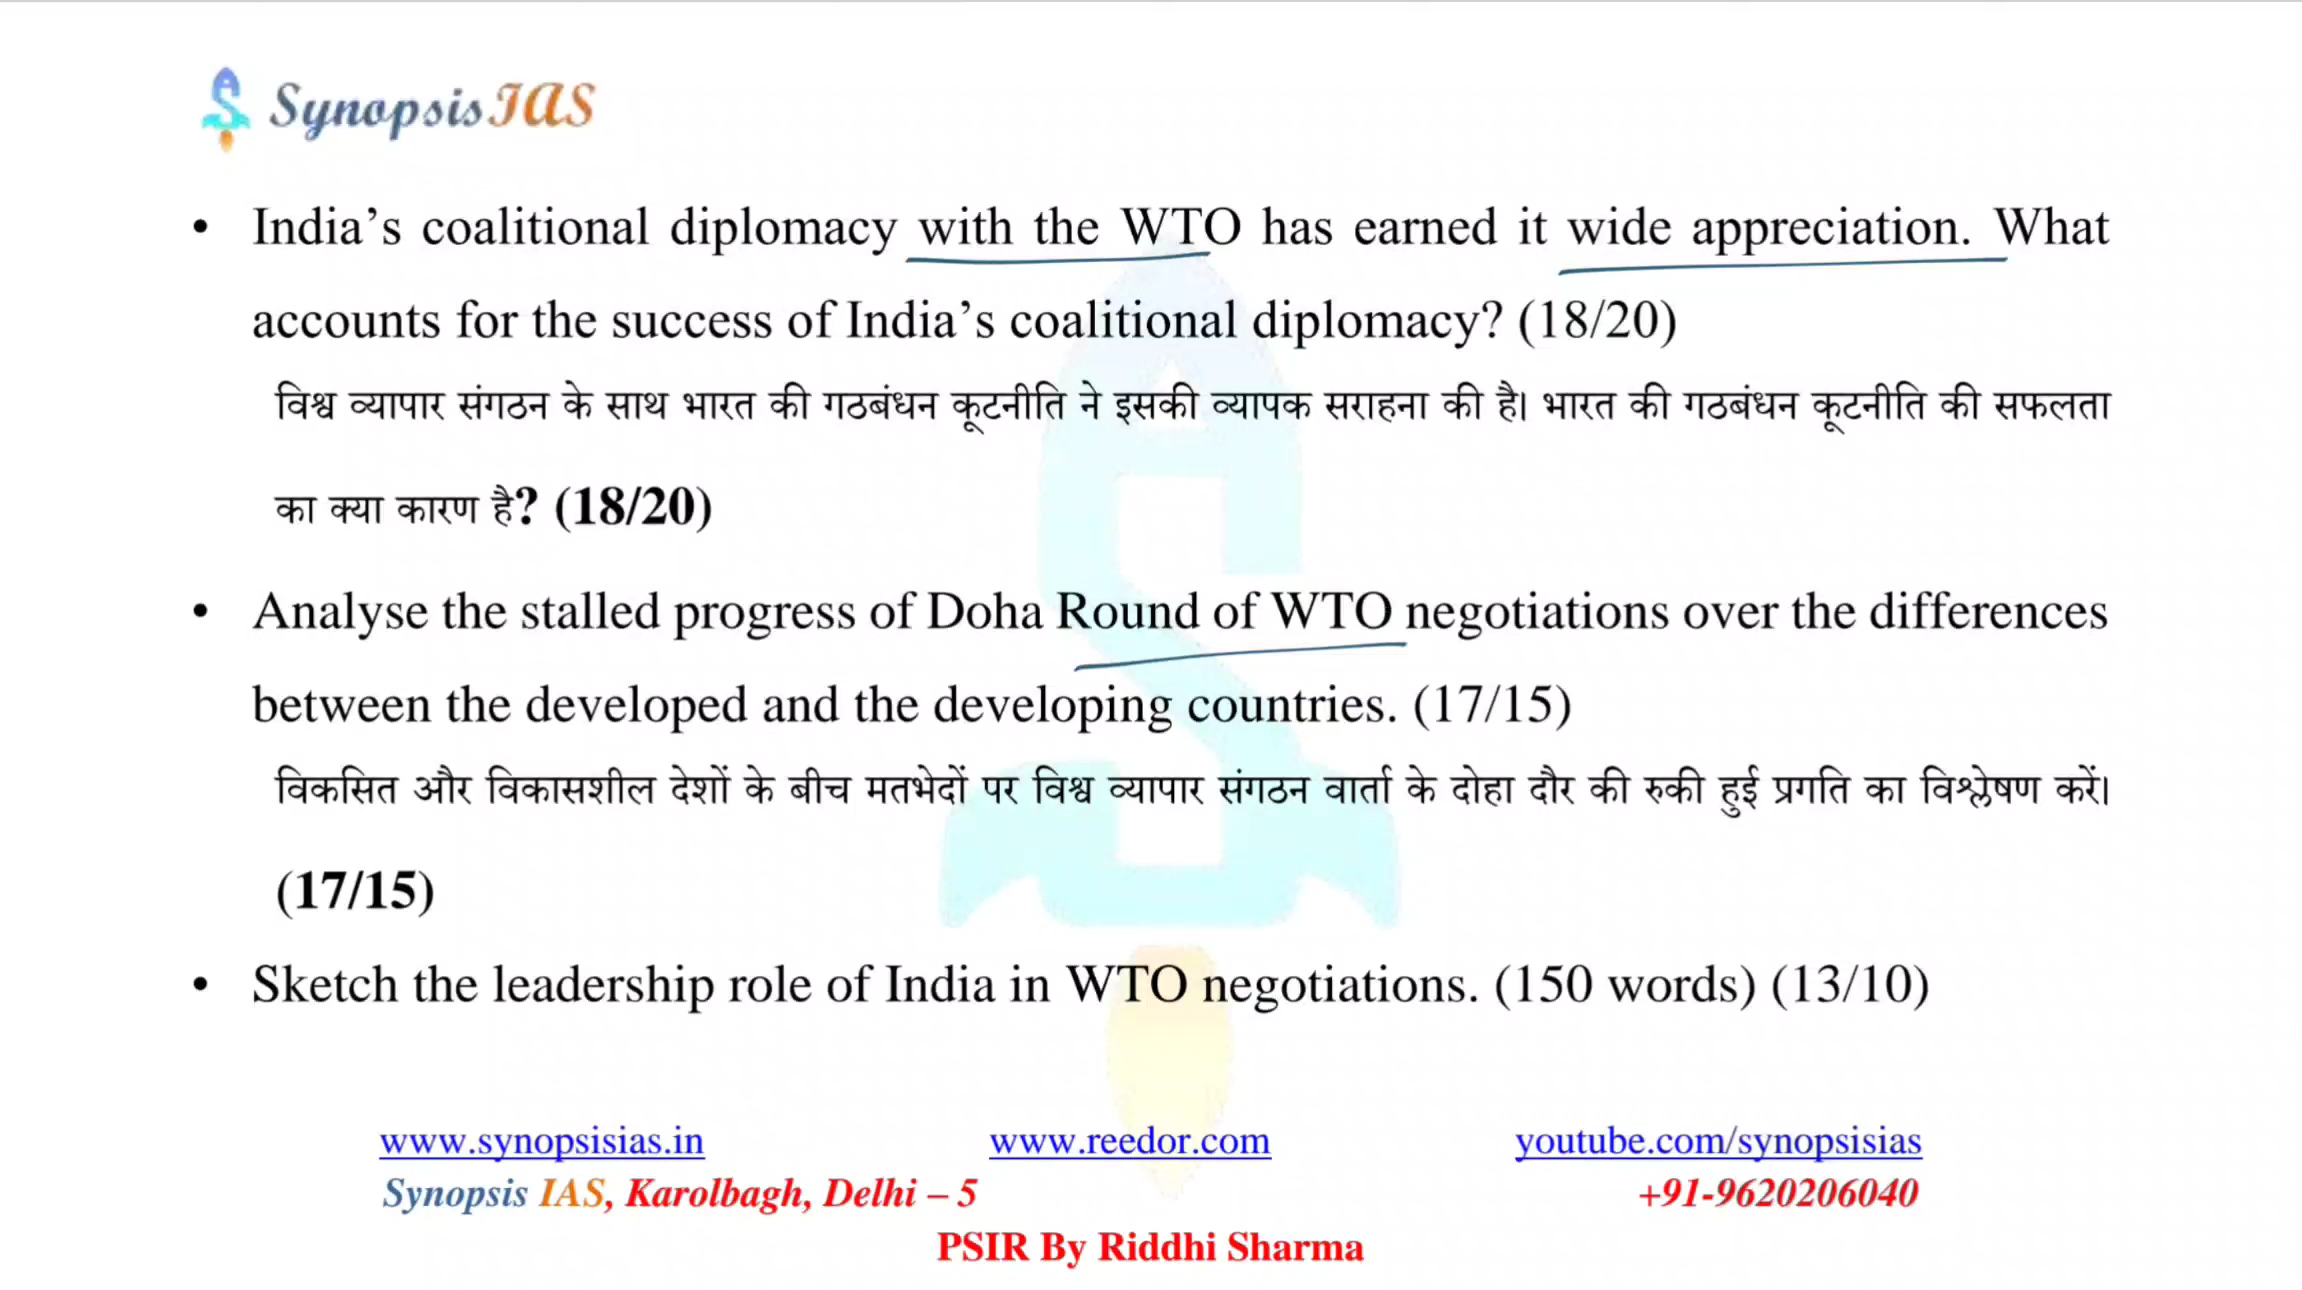 Synopsis IAS
• India’s coalitional diplomacy with the WTO has earned it wide appreciation. What
accounts for the success of India’s coalitional diplomacy? (18/20)
विश्व व्यापार संगठन के साथ भारत की गठबंधन कूटनीति ने इसकी व्यापक सराहना की है। भारत की गठबंधन कूटनीति की सफलता
का क्या कारण है? (18/20)
• Analyse the stalled progress of Doha Round of WTO negotiations over the differences
between the developed and the developing countries. (17/15)
विकसित और विकासशील देशों के बीच मतभेदों पर विश्व व्यापार संगठन वार्ता के दोहा दौर की रुकी हुई प्रगति का विश्लेषण करें।
(17/15)
• Sketch the leadership role of India in WTO negotiations. (150 words) (13/10)
www.synopsisias.in www.reedor.com youtube.com/synopsisias
Synopsis IAS, Karolbagh, Delhi – 5 +91-9620206040
PSIR By Riddhi Sharma